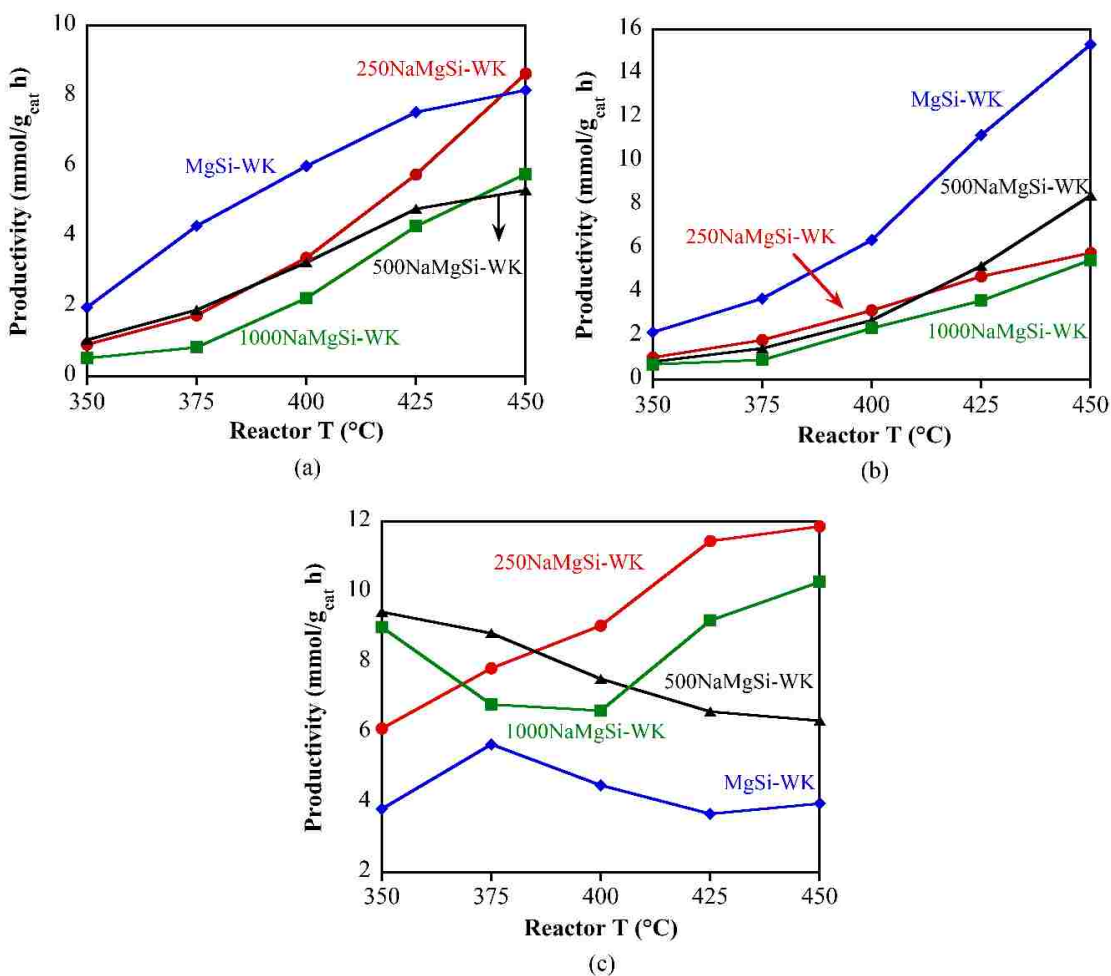 10
8
6
4
2
0
Productivity (mmol/g_cat h)
250NaMgSi-WK
MgSi-WK
500NaMgSi-WK
1000NaMgSi-WK
350 375 400 425 450
Reactor T (°C)
(a)
16
14
12
10
8
6
4
2
0
Productivity (mmol/g_cat h)
MgSi-WK
500NaMgSi-WK
250NaMgSi-WK
1000NaMgSi-WK
350 375 400 425 450
Reactor T (°C)
(b)
12
10
8
6
4
2
Productivity (mmol/g_cat h)
250NaMgSi-WK
500NaMgSi-WK
1000NaMgSi-WK
MgSi-WK
350 375 400 425 450
Reactor T (°C)
(c)